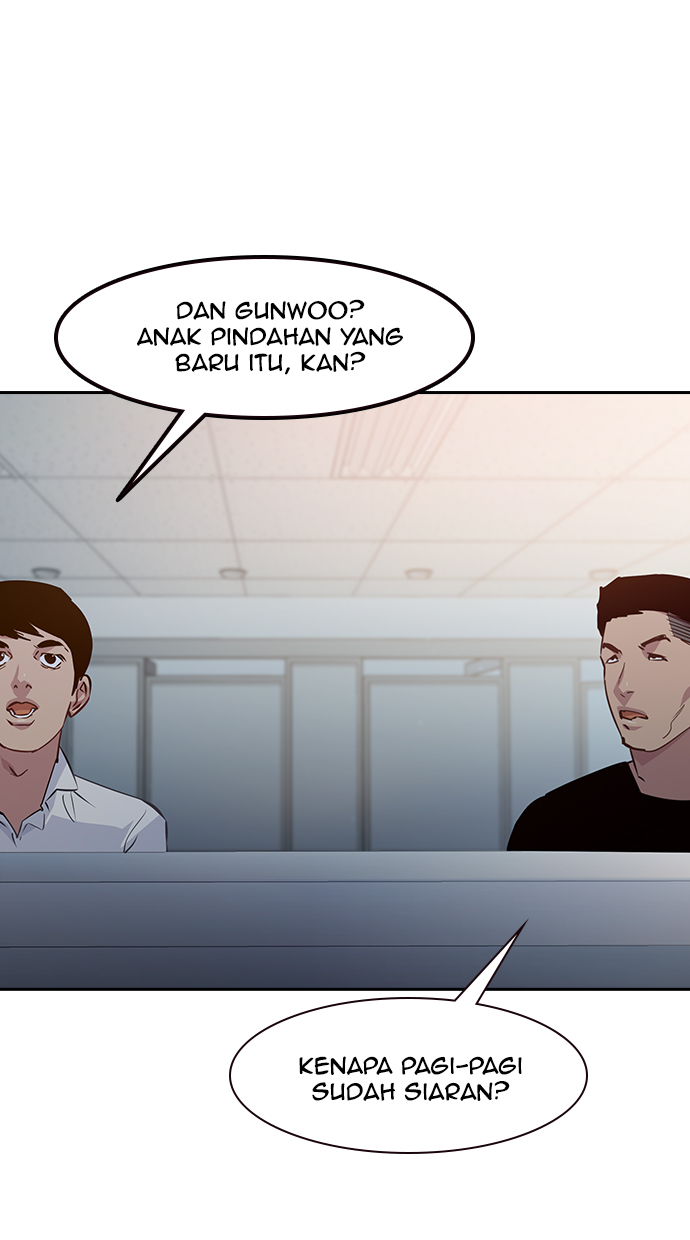 DAN GUNWOO?
ANAK PINDAHAN YANG
BARU ITU, KAN?
KENAPA PAGI-PAGI
SUDAH SIARAN?